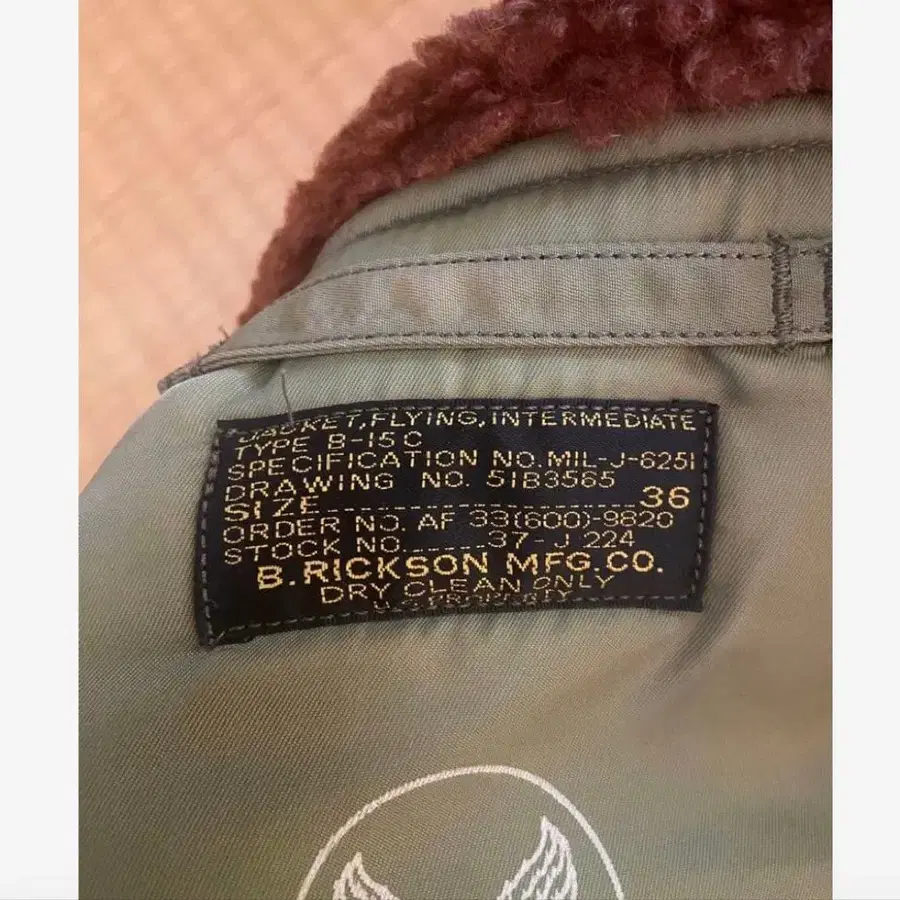 JACKET,FLYING,INTERMEDIATE
TYPE B-15C
SPECIFICATION NO.MIL-J-6251
DRAWING NO. 51B3565
SIZE 36
ORDER NO. AF 33(600)-9820
STOCK NO. 37-J 224
B.RICKSON MFG.CO.
DRY CLEAN ONLY
U.S. PROPERTY